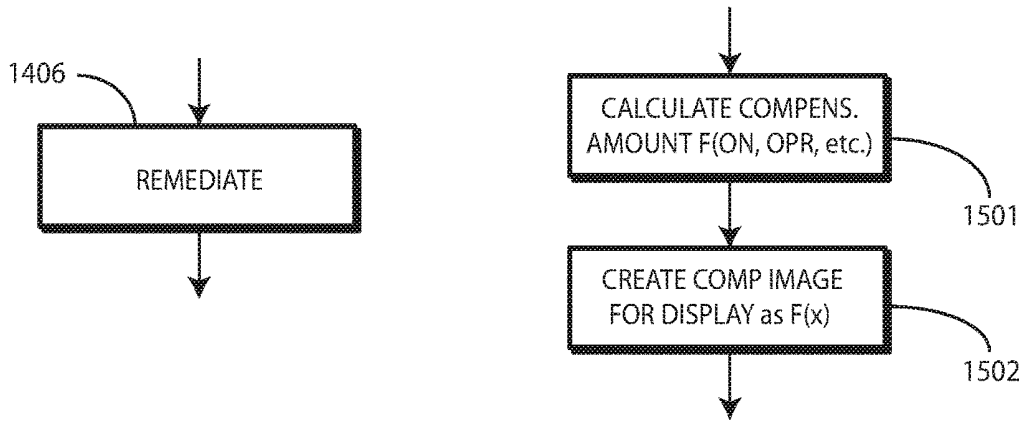 1406
REMEDIATE
CALCULATE COMPENS.
AMOUNT F(ON, OPR, etc.)
1501
CREATE COMP IMAGE
FOR DISPLAY as F(x)
1502